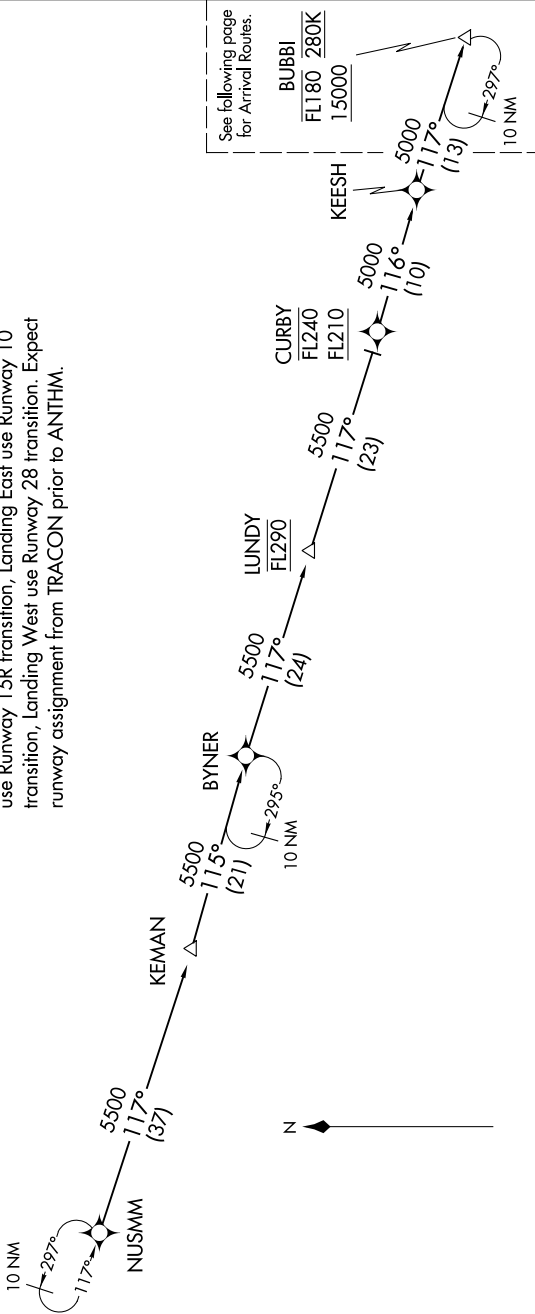 use Runway 15R transition, Landing East use Runway 10
transition, Landing West use Runway 28 transition. Expect
runway assignment from TRACON prior to ANTHM.
10 NM
297°
117°
NUSMM
5500
117°
(37)
KEMAN
5500
115°
(21)
BYNER
295°
10 NM
5500
117°
(24)
LUNDY
FL290
5500
117°
(23)
CURBY
FL240
FL210
5000
116°
(10)
KEESH
5000
117°
(13)
See following page
for Arrival Routes.
BUBBI
FL180 280K
15000
297°
10 NM
N